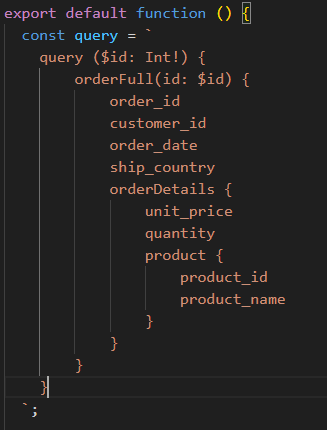 export default function () {
const query = `
query ($id: Int!) {
orderFull(id: $id) {
order_id
customer_id
order_date
ship_country
orderDetails {
unit_price
quantity
product {
product_id
product_name
}
}
}
}
`;